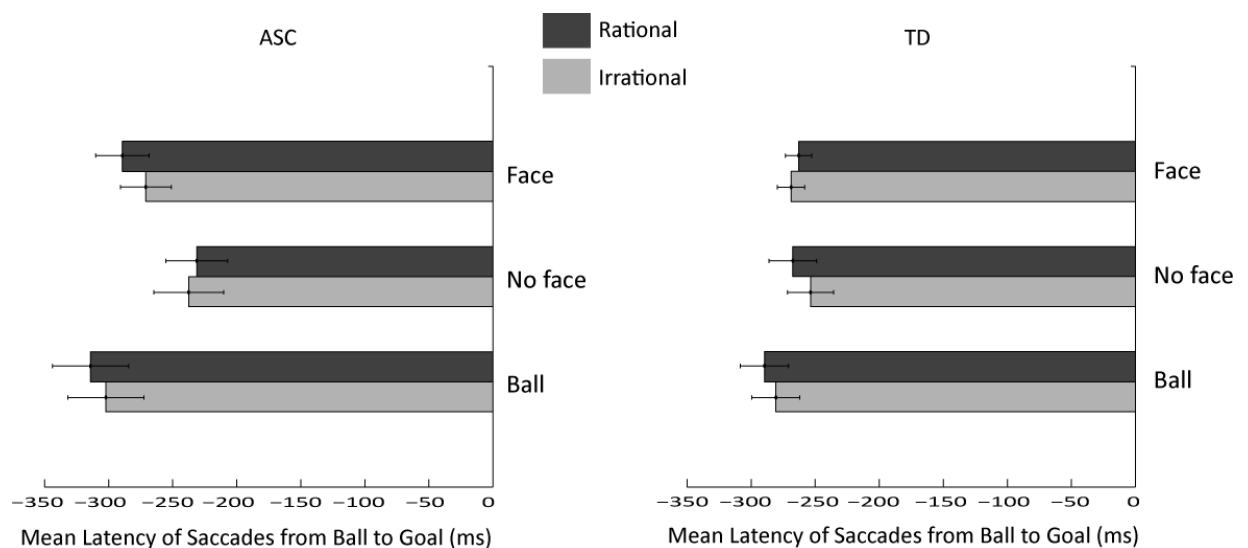 ASC
Rational
Irrational
TD
Face
No face
Ball
Face
No face
Ball
−350 −300 −250 −200 −150 −100 −50 0
−350 −300 −250 −200 −150 −100 −50 0
Mean Latency of Saccades from Ball to Goal (ms)
Mean Latency of Saccades from Ball to Goal (ms)